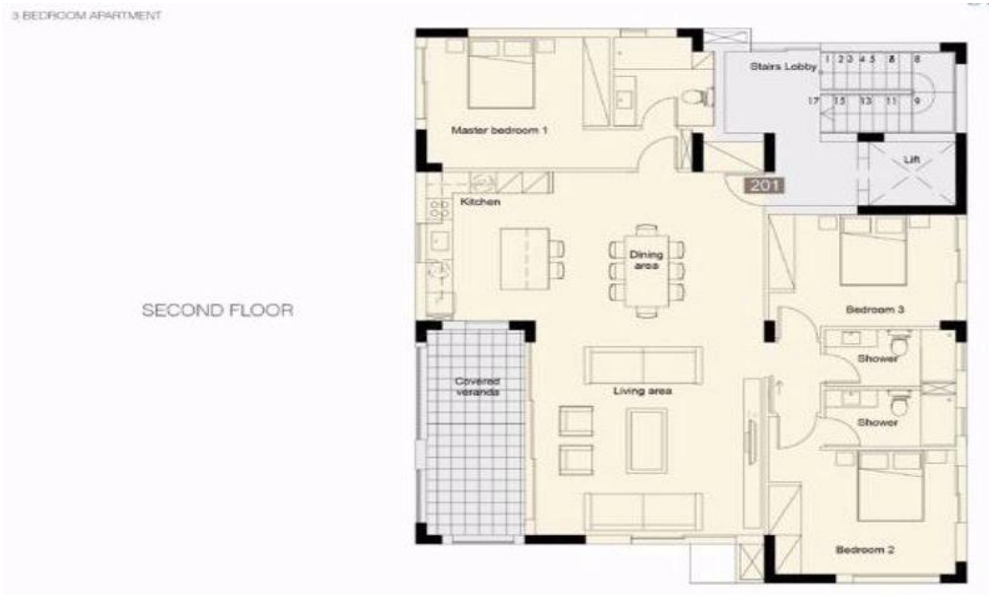 3 BEDROOM APARTMENT
SECOND FLOOR
Stairs Lobby
1 2 3 4 5 8 8
17 15 13 11 9
Master bedroom 1
Lift
201
Kitchen
Dining
area
Bedroom 3
Shower
Covered
veranda
Living area
Shower
Bedroom 2